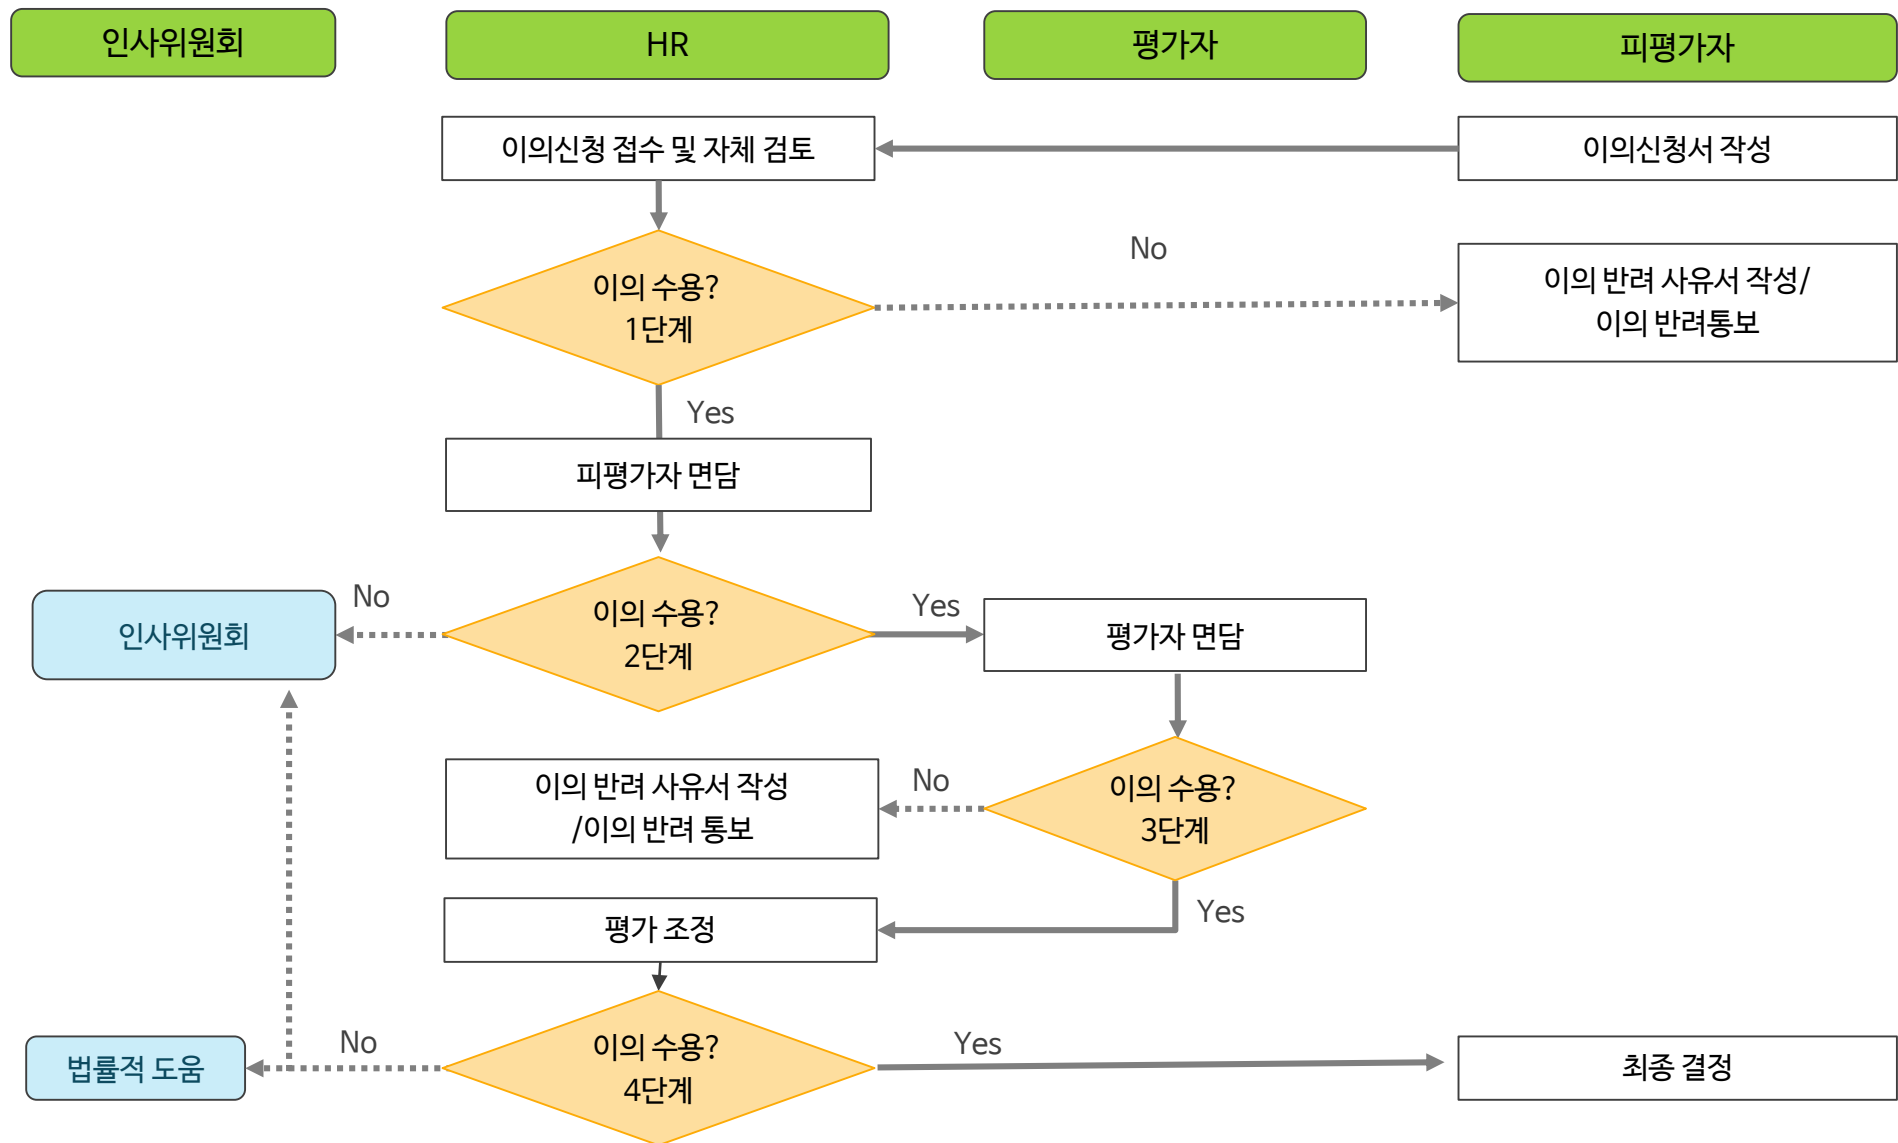 인사위원회
HR
평가자
피평가자
이의신청 접수 및 자체 검토
이의신청서 작성
이의 수용?
1단계
No
이의 반려 사유서 작성/
이의 반려통보
Yes
피평가자 면담
인사위원회
No
이의 수용?
2단계
Yes
평가자 면담
이의 반려 사유서 작성
/이의 반려 통보
No
이의 수용?
3단계
평가 조정
Yes
법률적 도움
No
이의 수용?
4단계
Yes
최종 결정